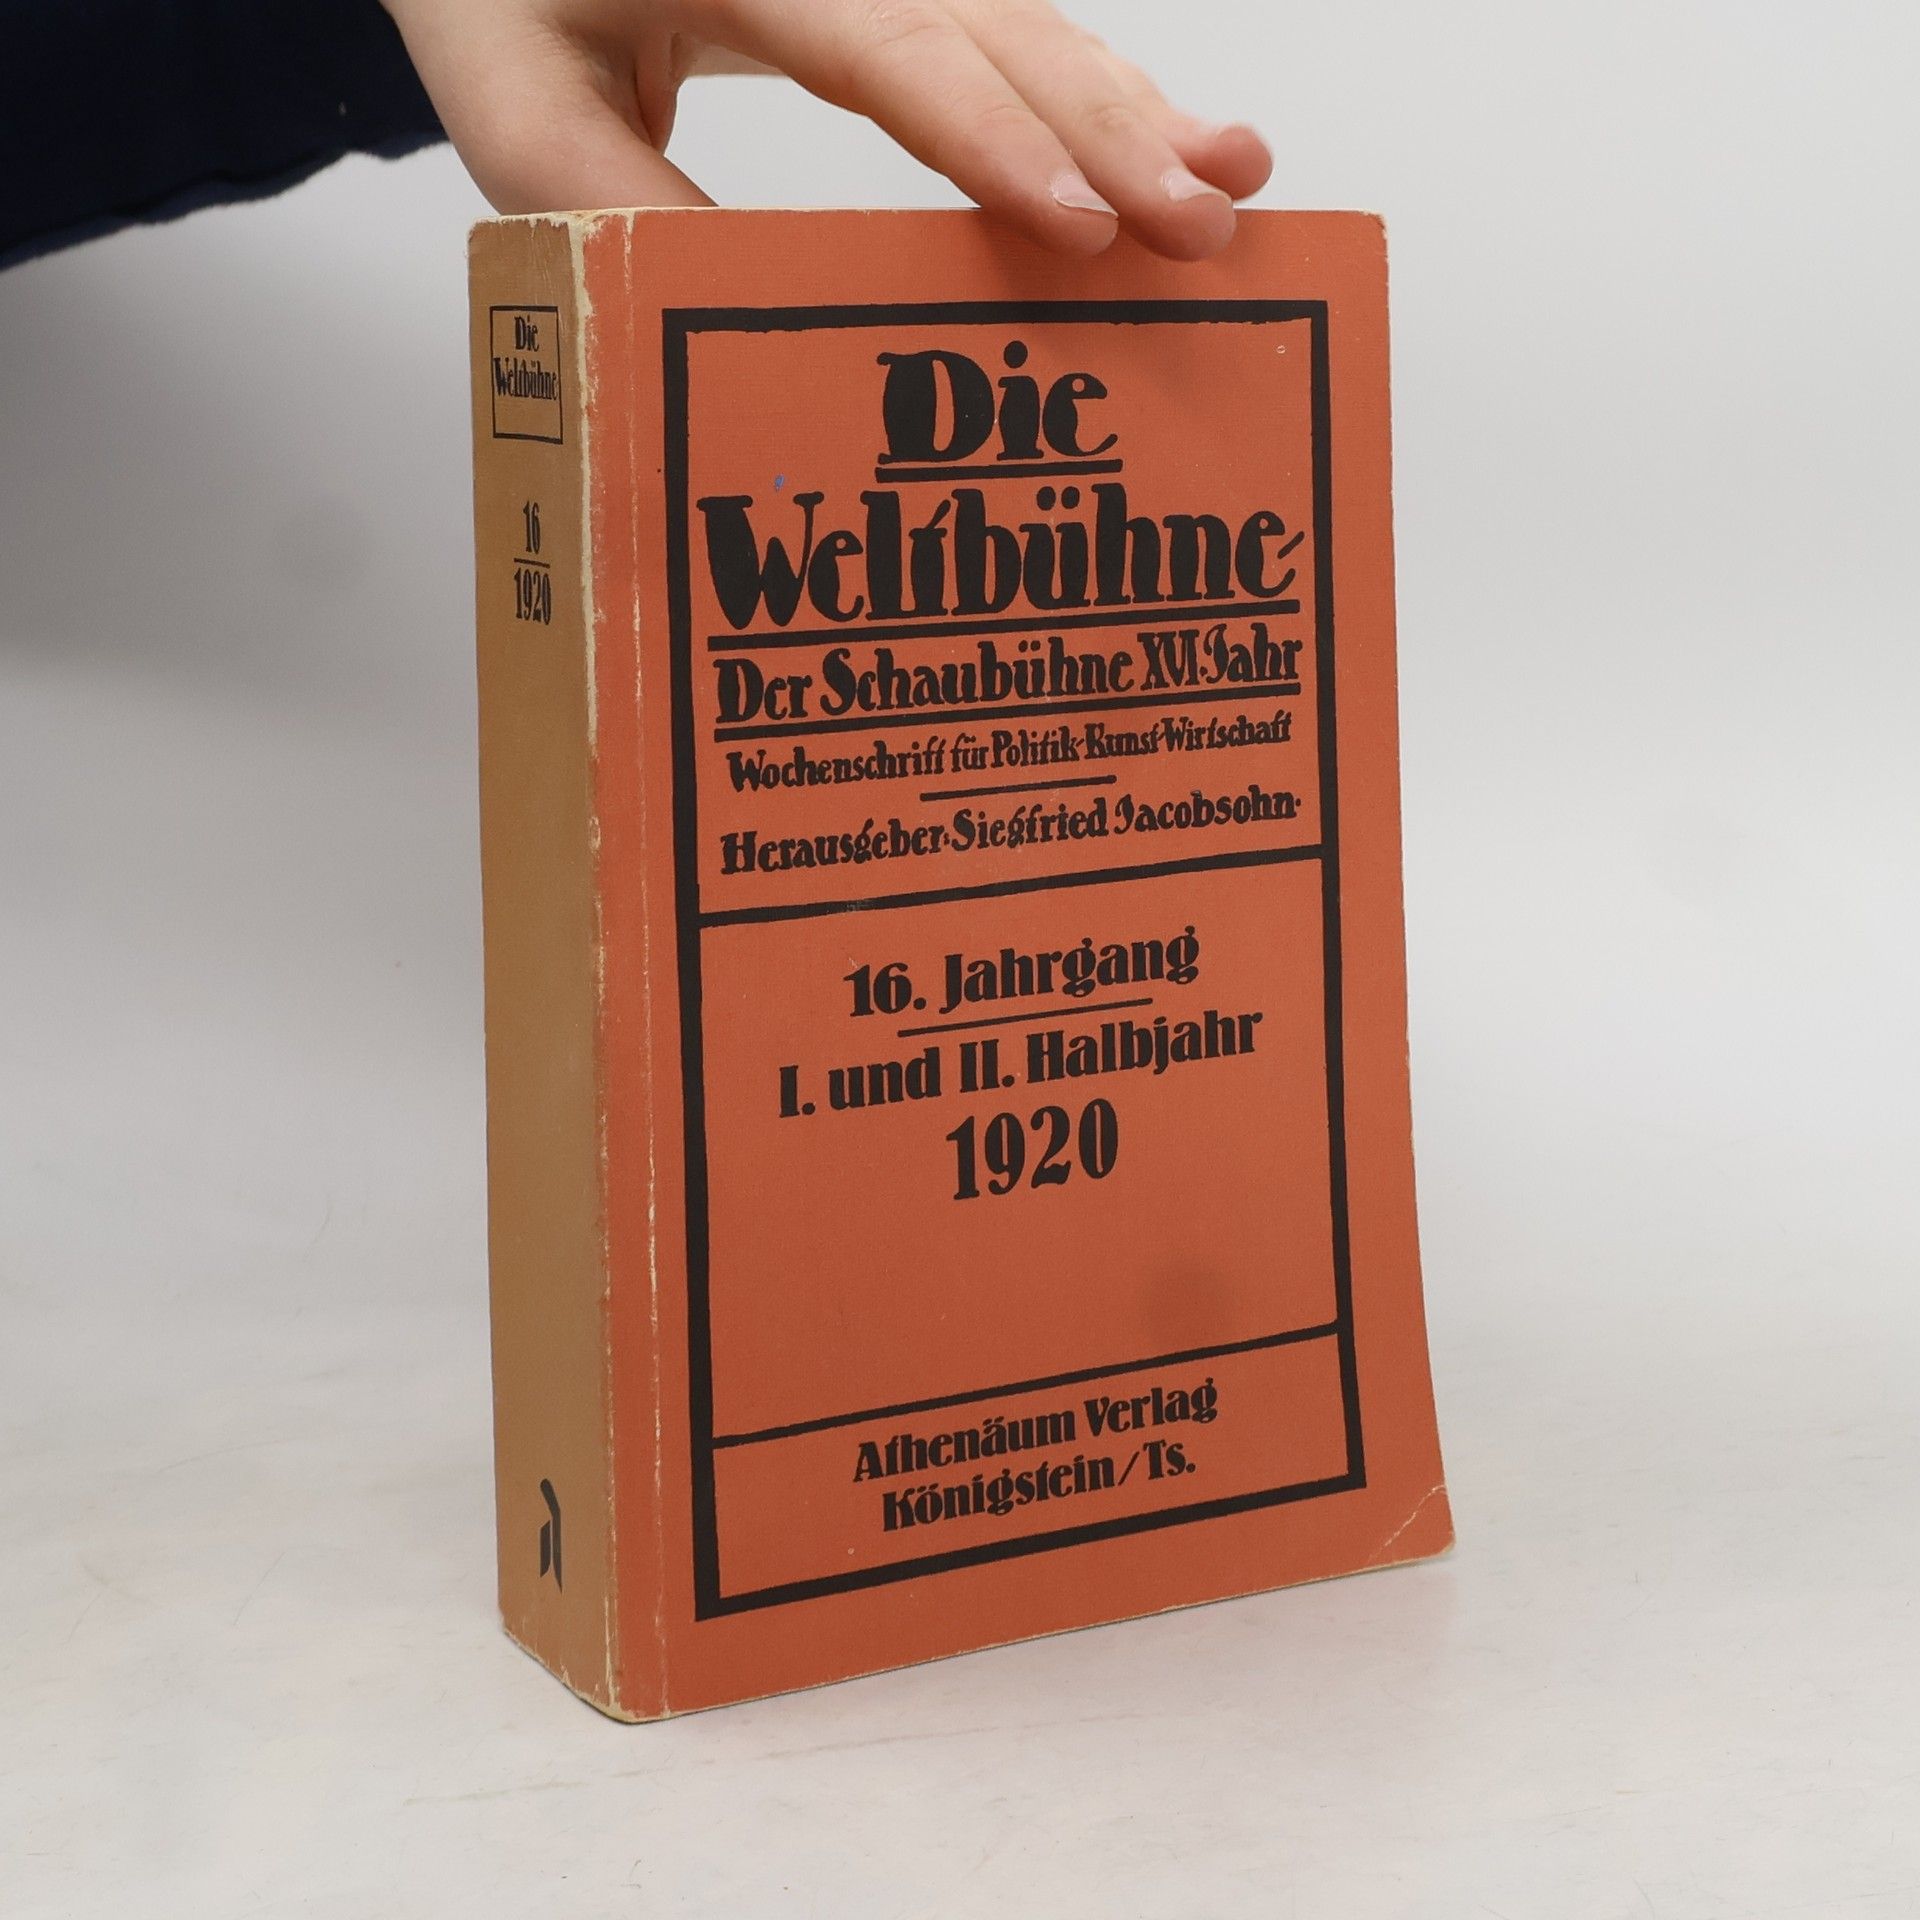 Die
Weltbühne
16
1920
Die
Weltbühne
Der Schaubühne XVI. Jahr
Wochenschrift für Politik-Kunst-Wirtschaft
Herausgeber: Siegfried Jacobsohn
16. Jahrgang
I. und II. Halbjahr
1920
Athenäum Verlag
Königstein/Ts.